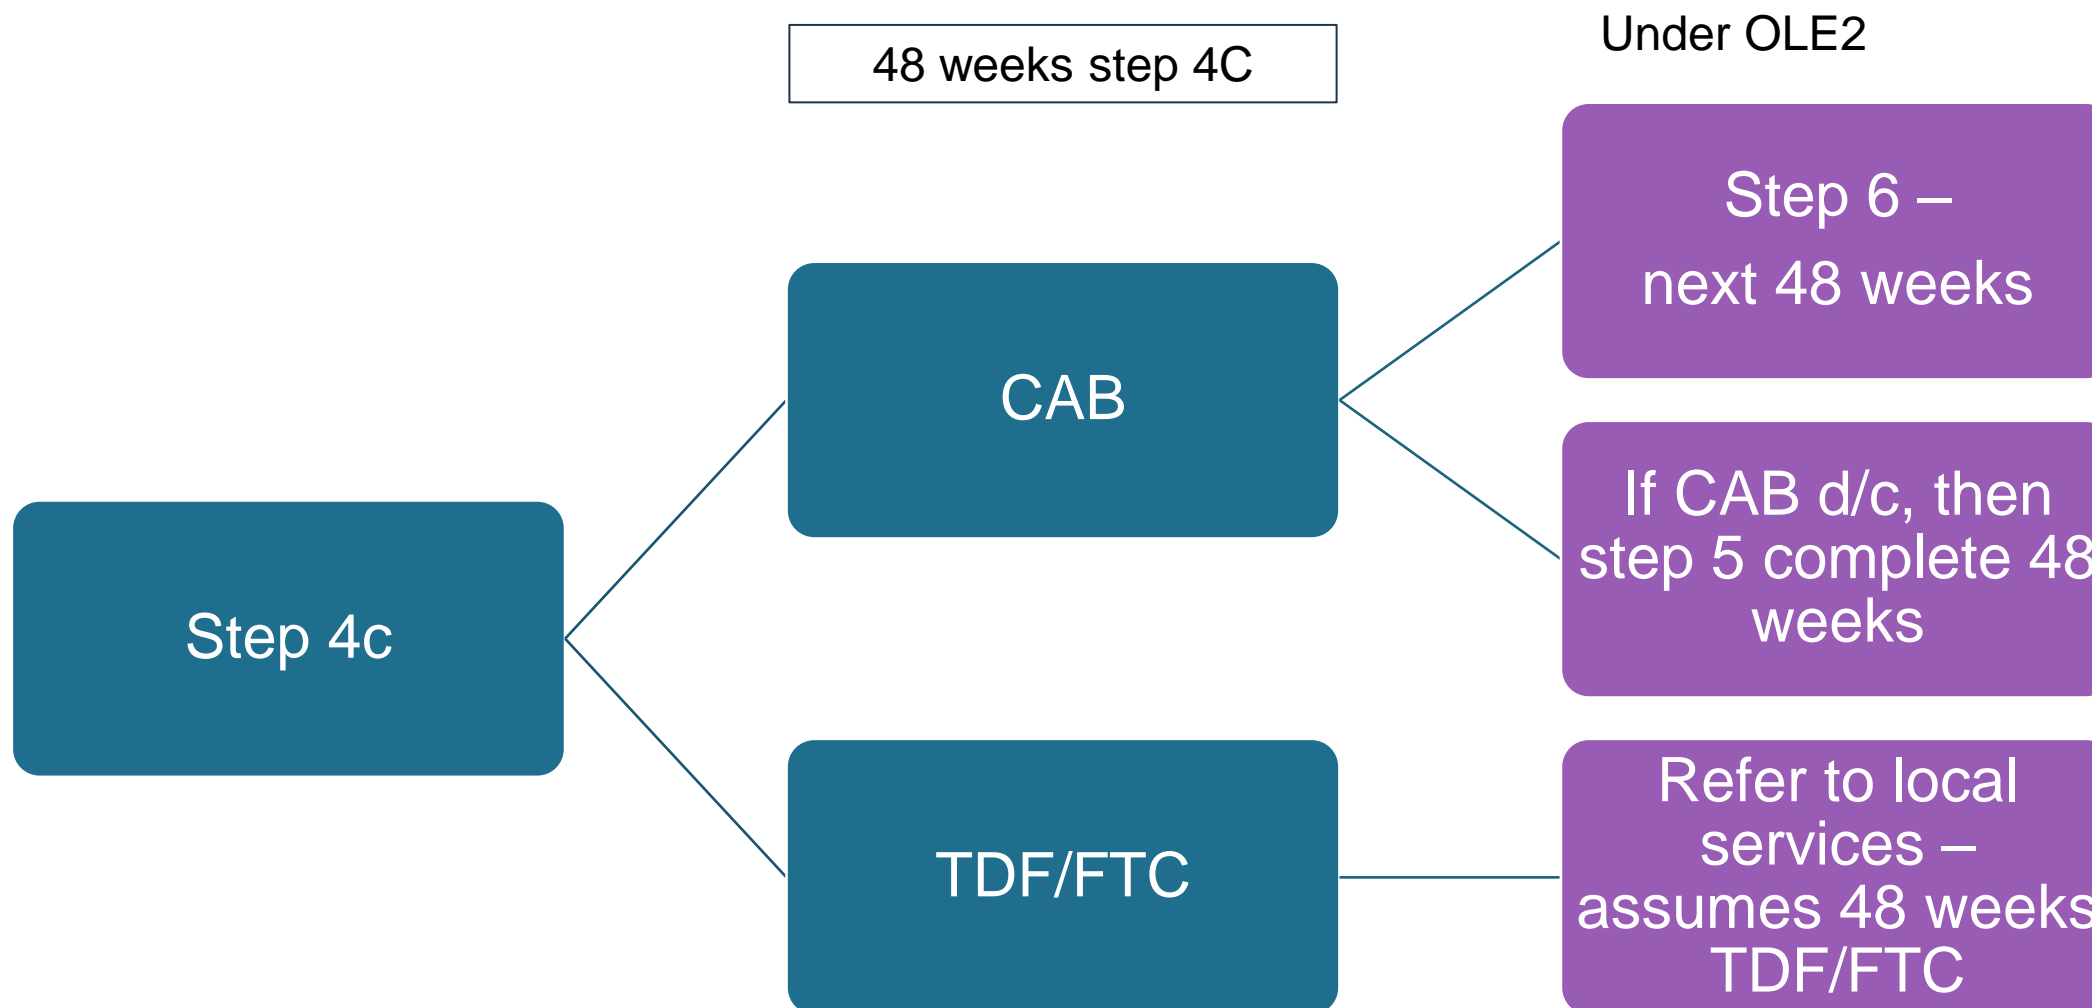 48 weeks step 4C
Under OLE2
Step 4c
CAB
TDF/FTC
Step 6 –
next 48 weeks
If CAB d/c, then
step 5 complete 48
weeks
Refer to local
services –
assumes 48 weeks
TDF/FTC